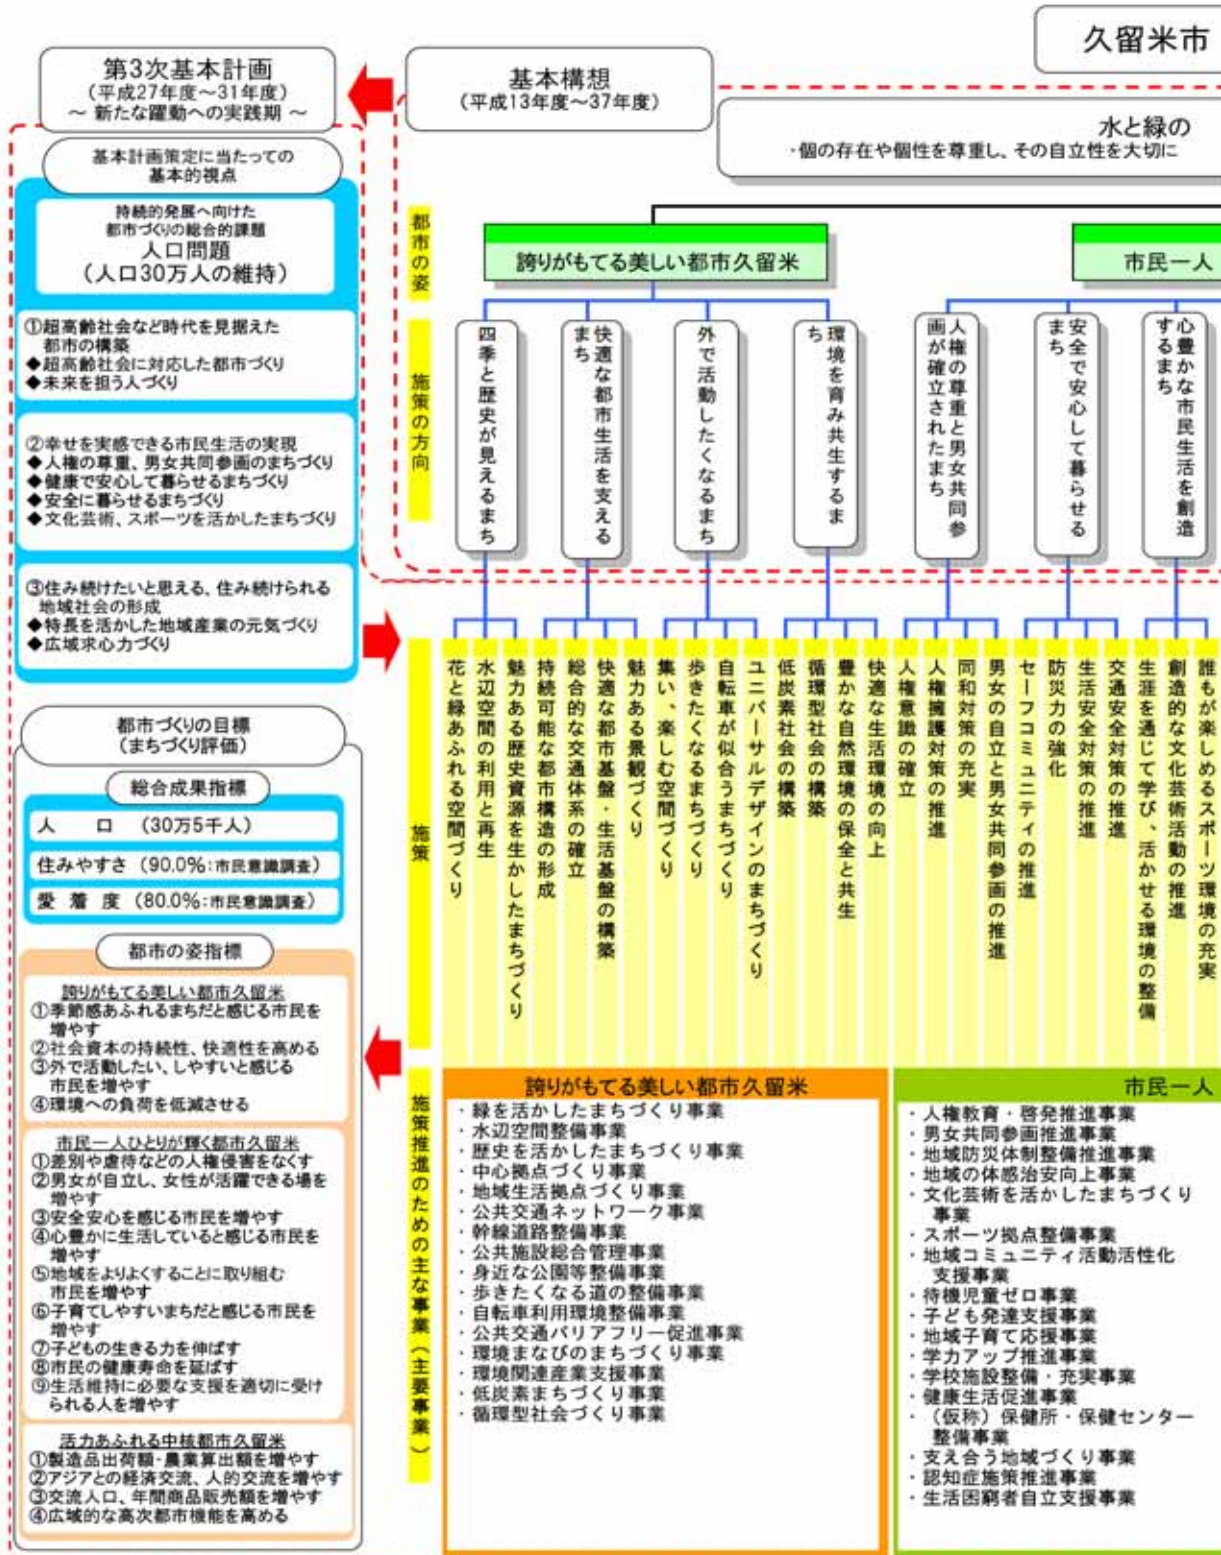 久留米市
第3次基本計画
(平成27年度～31年度)
～ 新たな躍動への実践期 ～
基本構想
(平成13年度～37年度)
水と緑の
・個の存在や個性を尊重し、その自立性を大切に
基本計画策定に当たっての
基本的視点
持続的発展へ向けた
都市づくりの総合的課題
人口問題
(人口30万人の維持)
①超高齢社会など時代を見据えた
都市の構築
◆超高齢社会に対応した都市づくり
◆未来を担う人づくり
②幸せを実感できる市民生活の実現
◆人権の尊重、男女共同参画のまちづくり
◆健康で安心して暮らせるまちづくり
◆安全に暮らせるまちづくり
◆文化芸術、スポーツを活かしたまちづくり
③住み続けたいと思える、住み続けられる
地域社会の形成
◆特長を活かした地域産業の元気づくり
◆広域求心力づくり
都市づくりの目標
(まちづくり評価)
総合成果指標
人　口 (30万5千人)
住みやすさ (90.0%:市民意識調査)
愛着度 (80.0%:市民意識調査)
都市の姿指標
誇りがもてる美しい都市久留米
①季節感あふれるまちだと感じる市民を
増やす
②社会資本の持続性、快適性を高める
③外で活動したい、しやすいと感じる
市民を増やす
④環境への負荷を低減させる
市民一人ひとりが輝く都市久留米
①差別や虐待などの人権侵害をなくす
②男女が自立し、女性が活躍できる場を
増やす
③安全安心を感じる市民を増やす
④心豊かに生活していると感じる市民を
増やす
⑤地域をよりよくすることに取り組む
市民を増やす
⑥子育てしやすいまちだと感じる市民を
増やす
⑦子どもの生きる力を伸ばす
⑧市民の健康寿命を延ばす
⑨生活維持に必要な支援を適切に受け
られる人を増やす
活力あふれる中核都市久留米
①製造品出荷額・農業算出額を増やす
②アジアとの経済交流、人的交流を増やす
③交流人口、年間商品販売額を増やす
④広域的な高次都市機能を高める
都市の姿
誇りがもてる美しい都市久留米
市民一人
施策の方向
四季と歴史が見えるまち
快適な都市生活を支える
まち
外で活動したくなるまち
環境を育み共生するま
ち
人権の尊重と男女共同参
画が確立されたまち
安全で安心して暮らせる
まち
心豊かな市民生活を創造
するまち
施策
花と緑あふれる空間づくり
水辺空間の利用と再生
魅力ある歴史資源を生かしたまちづくり
持続可能な都市構造の形成
総合的な交通体系の確立
快適な都市基盤・生活基盤の構築
魅力ある景観づくり
集い、楽しむ空間づくり
歩きたくなるまちづくり
自転車が似合うまちづくり
ユニバーサルデザインのまちづくり
低炭素社会の構築
循環型社会の構築
豊かな自然環境の保全と共生
快適な生活環境の向上
人権意識の確立
人権擁護対策の推進
同和対策の充実
男女の自立と男女共同参画の推進
セーフコミュニティの推進
防災力の強化
生活安全対策の推進
交通安全対策の推進
生涯を通じて学び、活かせる環境の整備
創造的な文化芸術活動の推進
誰もが楽しめるスポーツ環境の充実
施策推進のための主な事業（主要事業）
誇りがもてる美しい都市久留米
・緑を活かしたまちづくり事業
・水辺空間整備事業
・歴史を活かしたまちづくり事業
・中心拠点づくり事業
・地域生活拠点づくり事業
・公共交通ネットワーク事業
・幹線道路整備事業
・公共施設総合管理事業
・身近な公園等整備事業
・歩きたくなる道の整備事業
・自転車利用環境整備事業
・公共交通バリアフリー促進事業
・環境まなびのまちづくり事業
・環境関連産業支援事業
・低炭素まちづくり事業
・循環型社会づくり事業
市民一人
・人権教育・啓発推進事業
・男女共同参画推進事業
・地域防災体制整備推進事業
・地域の体感治安向上事業
・文化芸術を活かしたまちづくり
事業
・スポーツ拠点整備事業
・地域コミュニティ活動活性化
支援事業
・待機児童ゼロ事業
・子ども発達支援事業
・地域子育て応援事業
・学力アップ推進事業
・学校施設整備・充実事業
・健康生活促進事業
・（仮称）保健所・保健センター
整備事業
・支え合う地域づくり事業
・認知症施策推進事業
・生活困窮者自立支援事業